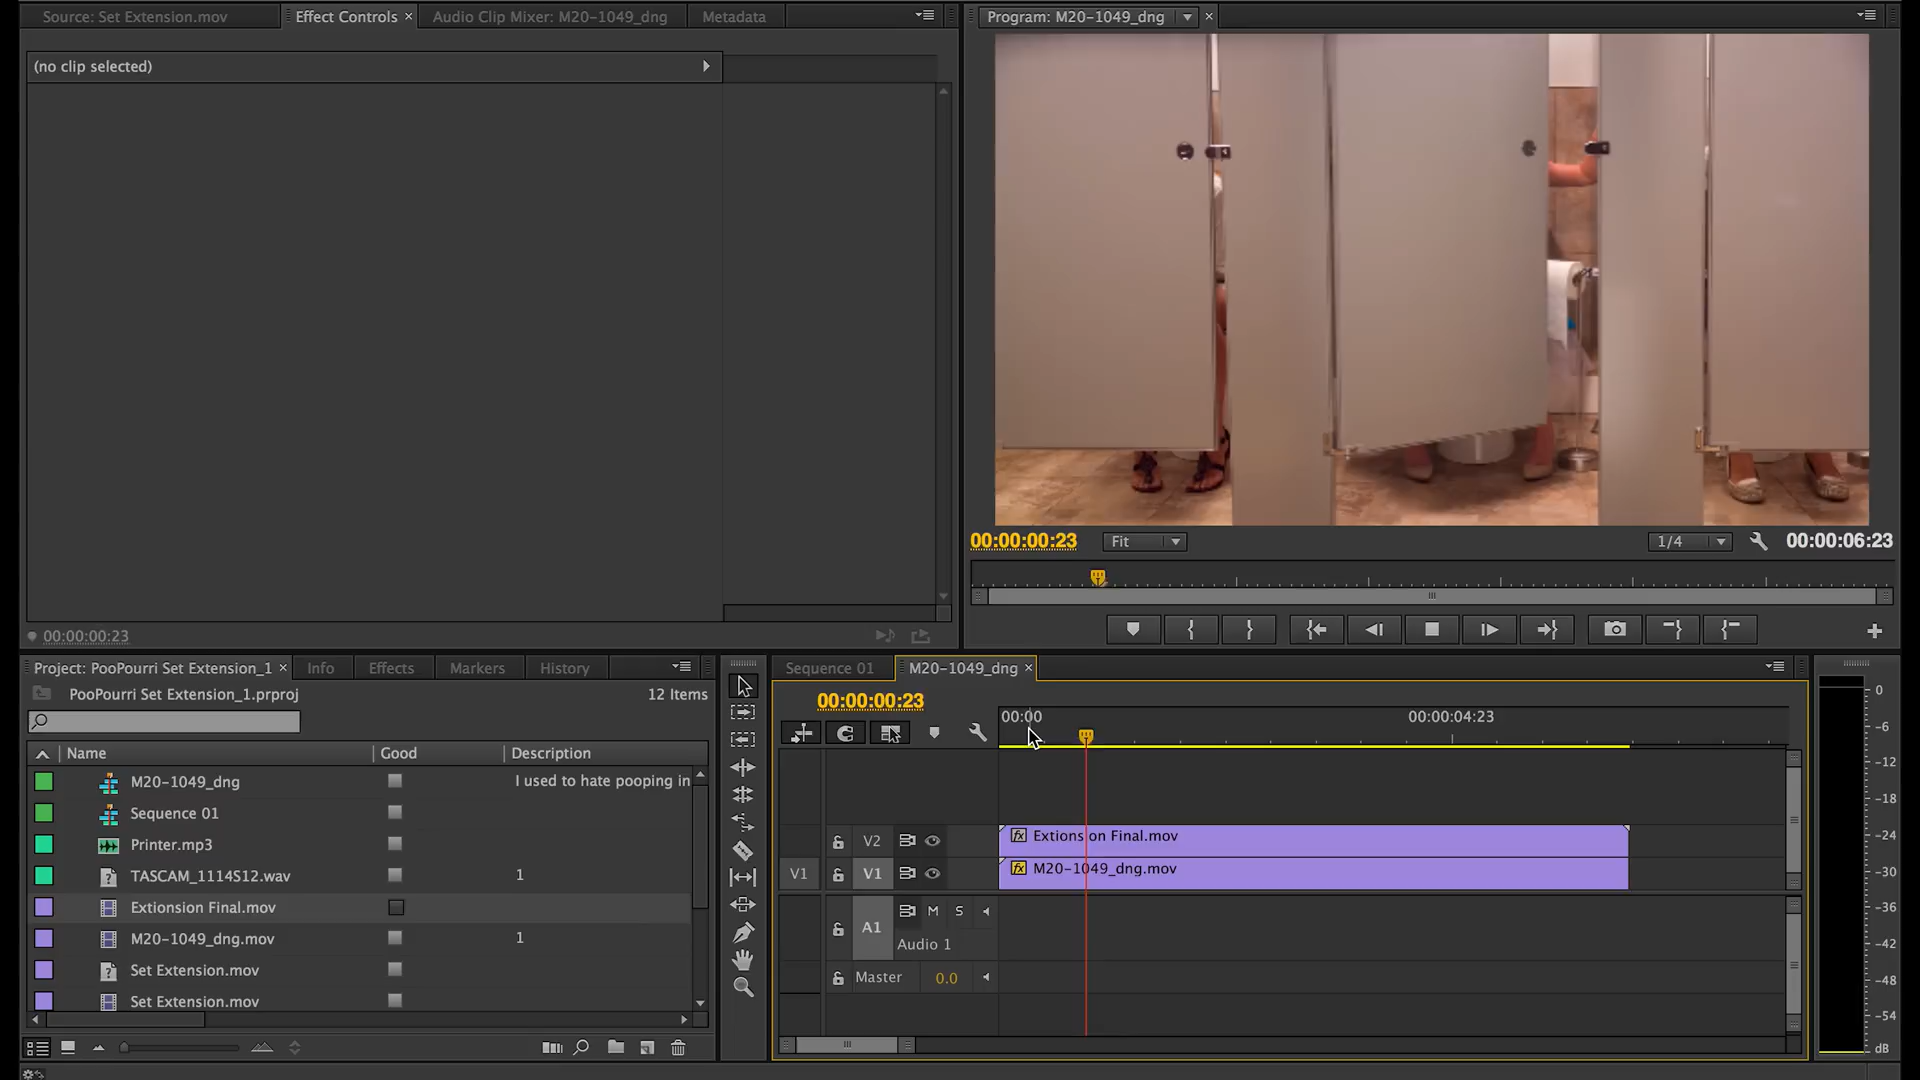 Source: Set Extension.mov
Effect Controls ×
Audio Clip Mixer: M20-1049_dng
Metadata
Program: M20-1049_dng
×
(no clip selected)
00:00:00:23
Fit
1/4
00:00:06:23
00:00:00:23
Project: PooPourri Set Extension_1 ×
Info
Effects
Markers
History
PooPourri Set Extension_1.prproj
12 Items
Name
Good
Description
M20-1049_dng
I used to hate pooping in
Sequence 01
Printer.mp3
TASCAM_1114S12.wav
1
Extionsion Final.mov
M20-1049_dng.mov
1
Set Extension.mov
Set Extension.mov
Sequence 01
M20-1049_dng ×
00:00:00:23
00:00
00:00:04:23
V2
fx Extionsion Final.mov
V1
V1
fx M20-1049_dng.mov
A1
M
S
Audio 1
Master
0.0
0
-6
-12
-18
-24
-30
-36
-42
-48
-54
dB